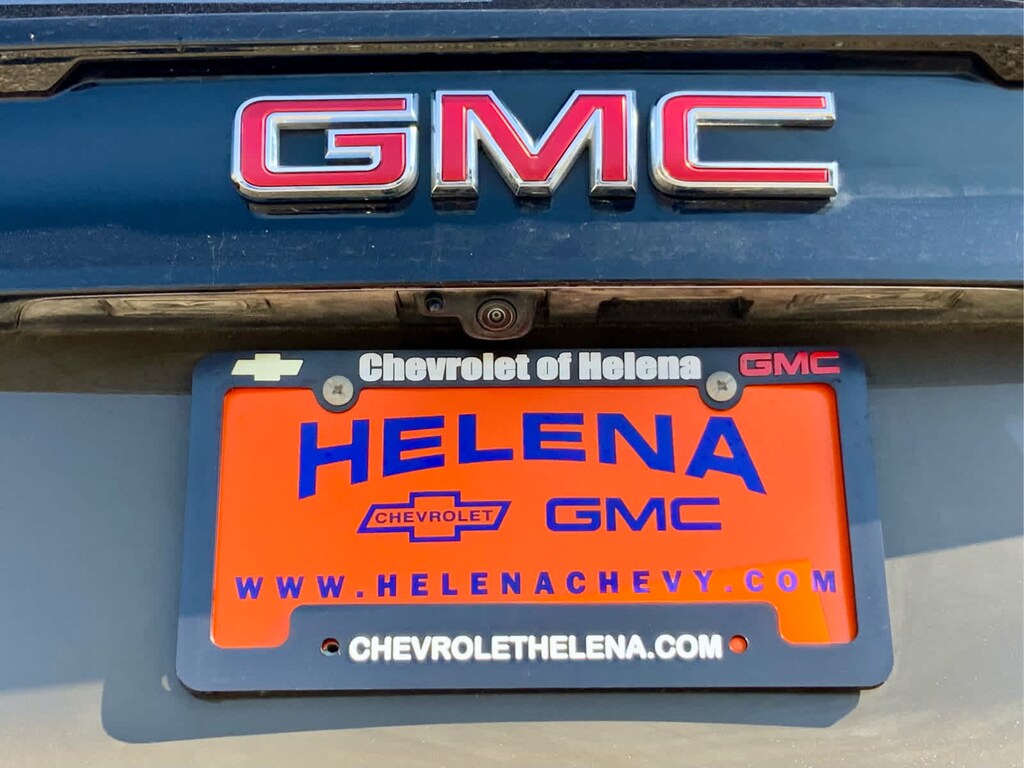 GMC
Chevrolet of Helena GMC
HELENA
CHEVROLET GMC
WWW.HELENACHEVY.COM
CHEVROLETHELENA.COM